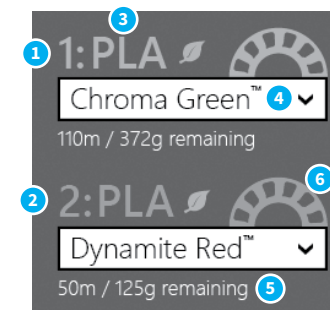 3
1 1: PLA
Chroma Green™ 4
110m / 372g remaining
6
2 2: PLA
Dynamite Red™
50m / 125g remaining 5